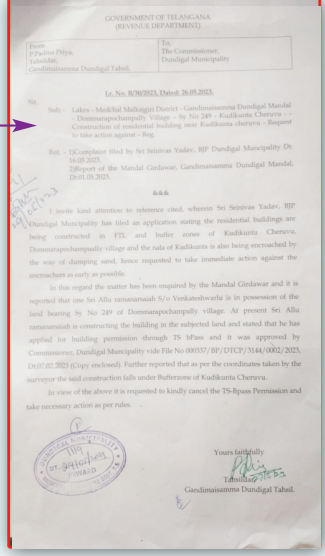 GOVERNMENT OF TELANGANA
(REVENUE DEPARTMENT)
From
P.Padma Priya,
Tahsildar,
Gandimaisamma Dundigal Tahsil.
To,
The Commissioner,
Dundigal Municipality
Lr. No. B/30/2023, Dated: 26.05.2023.
Sir,
Sub: - Lakes - Medchal Malkajgiri District - Gandimaisamma Dundigal Mandal
- Dommarapochampally Village - Sy No 249 - Kudikunta Cheruvu - -
Construction of residential building near Kudikunta cheruvu - Request
to take action against - Reg.
Ref: - 1)Complaint filed by Sri Srinivas Yadav, BJP Dundigal Municipality Dt:
16.05.2023.
2)Report of the Mandal Girdawar, Gandimaisamma Dundigal Mandal,
&&&
I invite kind attention to reference cited, wherein Sri Srinivas Yadav, BJP
Dundigal Municipality has filed an application stating the residential buildings are
being constructed in FTL and buffer zones of Kudikunta Cheruvu,
Dommarapochampally village and the nala of Kudikunta is also being encroached by
the way of dumping sand, hence requested to take immediate action against the
encroachers as early as possible.
In this regard the matter has been enquired by the Mandal Girdawar and it is
reported that one Sri Allu ramanaiah S/o Venkateshwarlu is in possession of the
land bearing Sy No 249 of Dommarapochampally village. At present Sri Allu
ramanaiah is constructing the building in the subjected land and stated that he has
applied for building permission through TS bPass and it was approved by
Commissioner, Dundigal Muncipality vide File No 000337/BP/DTCP/3144/0002/2023,
Dt:07.02.2023 (Copy enclosed). Further reported that as per the coordinates taken by the
surveyor the said construction falls under Bufferzone of Kudikunta Cheruvu.
In view of the above it is requested to kindly cancel the TS-Bpass Permission and
take necessary action as per rules.
DUNDIGAL MUNICIPALITY
INWARD
Yours faithfully
Tahsildar
Gandimaisamma Dundigal Tahsil.